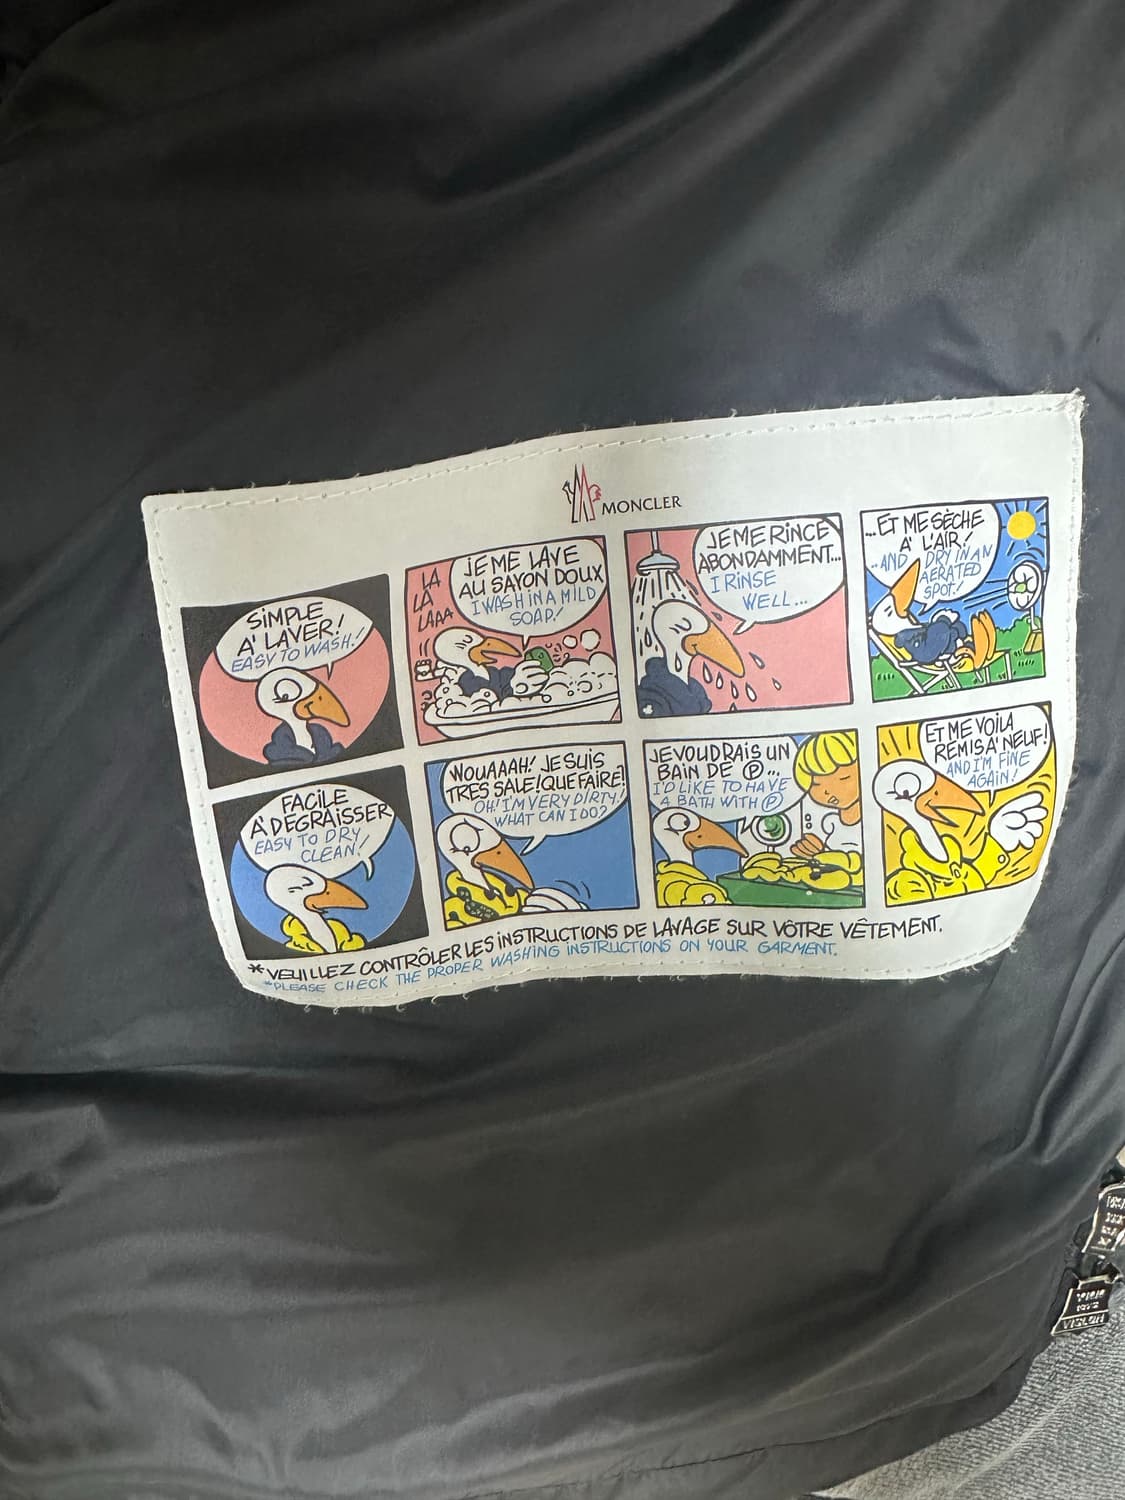 MONCLER
SIMPLE
A' LAVER!
EASY TO WASH!
LA
LA
LAAA
JE ME LAVE
AU SAVON DOUX
I WASH IN A MILD
SOAP!
JE ME RINCE
ABONDAMMENT...
I RINSE
WELL...
...ET ME SÈCHE
A' L'AIR!
..AND DRY IN AN
AERATED
SPOT!
FACILE
A' DEGRAISSER
EASY TO DRY
CLEAN!
WOUAAAH! JE SUIS
TRES SALE! QUE FAIRE!
OH! I'M VERY DIRTY!
WHAT CAN I DO?
JE VOUDRAIS UN
BAIN DE Ⓟ...
I'D LIKE TO HAVE
A BATH WITH Ⓟ
ET ME VOILA
REMIS A' NEUF!
AND I'M FINE
AGAIN!
*VEUILLEZ CONTRÔLER LES INSTRUCTIONS DE LAVAGE SUR VÔTRE VÊTEMENT.
*PLEASE CHECK THE PROPER WASHING INSTRUCTIONS ON YOUR GARMENT.